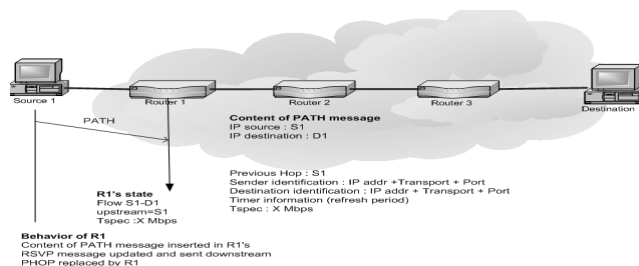 Source 1
Router 1
Router 2
Router 3
Destination
PATH
Content of PATH message
IP source : S1
IP destination : D1
Previous Hop : S1
Sender identification : IP addr +Transport + Port
Destination identification : IP addr + Transport + Port
Timer information (refresh period)
Tspec : X Mbps
R1's state
Flow S1-D1
upstream=S1
Tspec :X Mbps
Behavior of R1
Content of PATH message inserted in R1's
RSVP message updated and sent downstream
PHOP replaced by R1